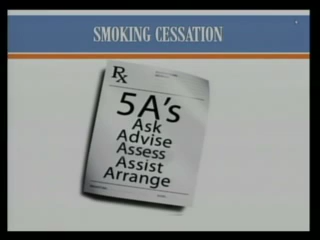 SMOKING CESSATION
Rx
5A's
Ask
Advise
Assess
Assist
Arrange